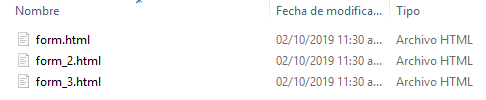 Nombre Fecha de modifica... Tipo
form.html 02/10/2019 11:30 a... Archivo HTML
form_2.html 02/10/2019 11:30 a... Archivo HTML
form_3.html 02/10/2019 11:30 a... Archivo HTML